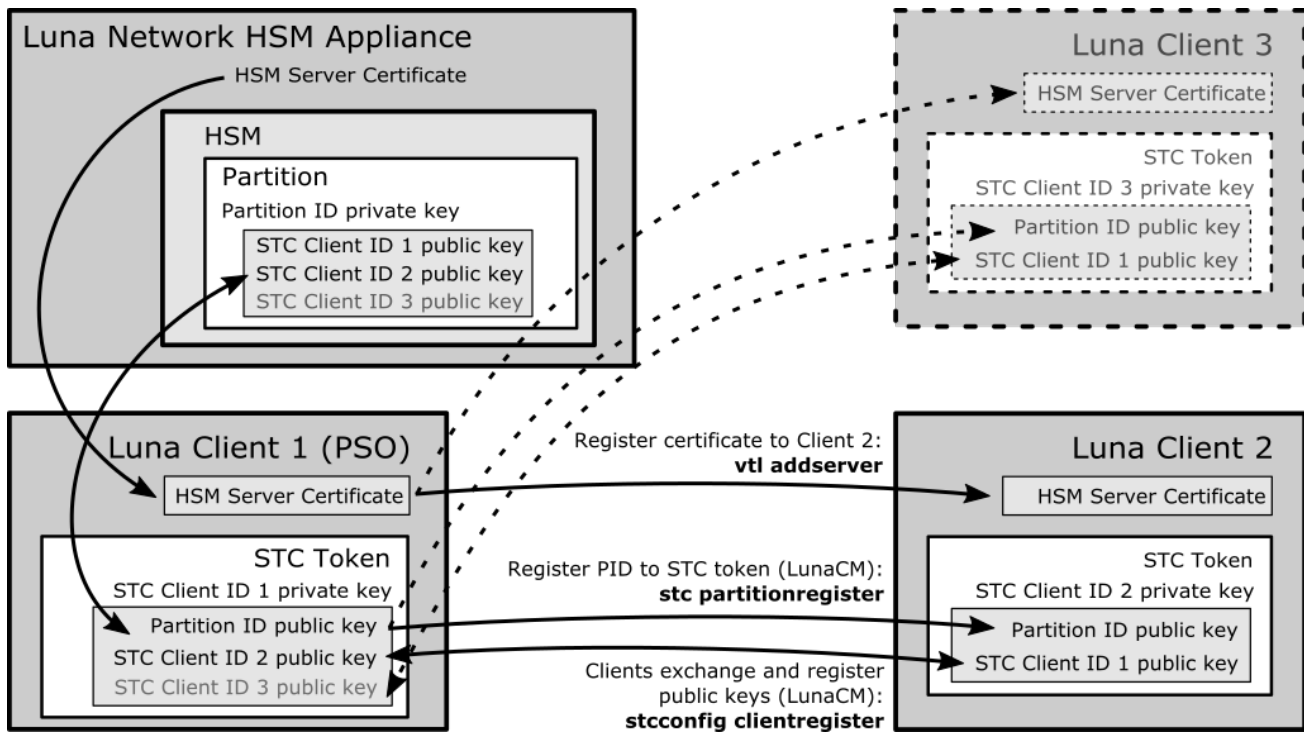 Luna Network HSM Appliance
HSM Server Certificate
HSM
Partition
Partition ID private key
STC Client ID 1 public key
STC Client ID 2 public key
STC Client ID 3 public key
Luna Client 3
HSM Server Certificate
STC Token
STC Client ID 3 private key
Partition ID public key
STC Client ID 1 public key
Luna Client 1 (PSO)
HSM Server Certificate
STC Token
STC Client ID 1 private key
Partition ID public key
STC Client ID 2 public key
STC Client ID 3 public key
Register certificate to Client 2:
vtl addserver
Register PID to STC token (LunaCM):
stc partitionregister
Clients exchange and register
public keys (LunaCM):
stcconfig clientregister
Luna Client 2
HSM Server Certificate
STC Token
STC Client ID 2 private key
Partition ID public key
STC Client ID 1 public key